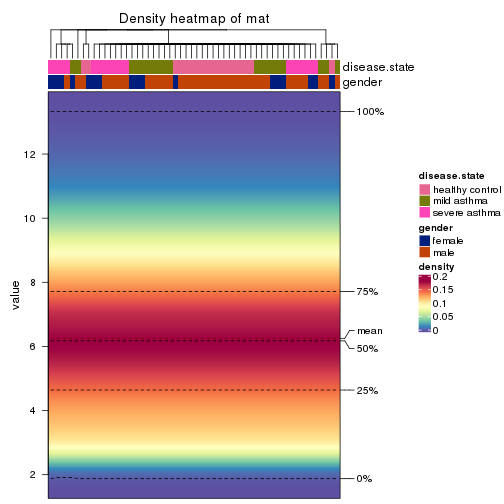 Density heatmap of mat
disease.state
gender
100%
12
10
8
6
4
2
value
75%
mean
50%
25%
0%
disease.state
healthy control
mild asthma
severe asthma
gender
female
male
density
0.2
0.15
0.1
0.05
0